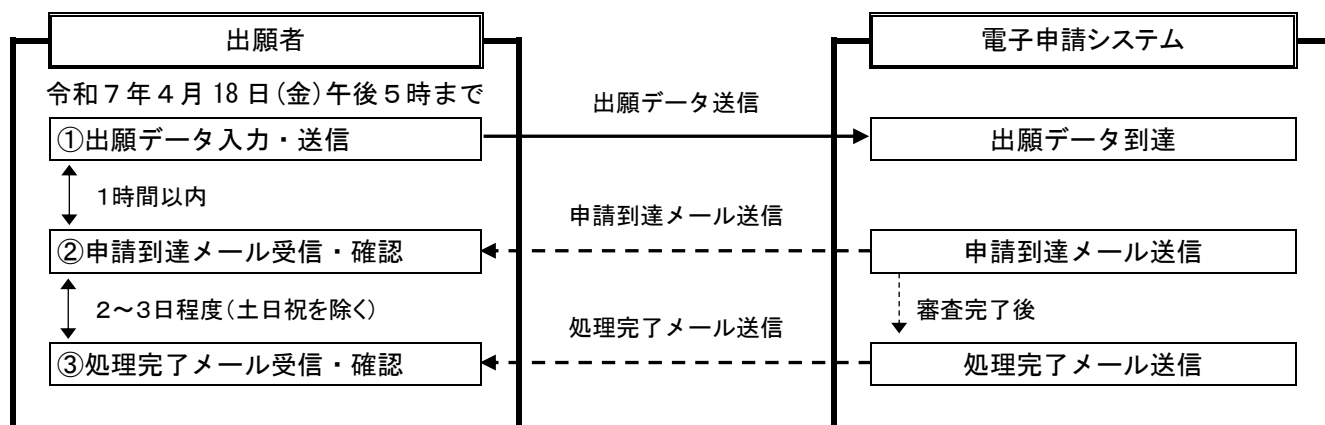 出願者
電子申請システム
令和7年4月18日(金)午後5時まで
出願データ送信
①出願データ入力・送信
出願データ到達
1時間以内
申請到達メール送信
②申請到達メール受信・確認
申請到達メール送信
2～3日程度(土日祝を除く)
審査完了後
処理完了メール送信
③処理完了メール受信・確認
処理完了メール送信